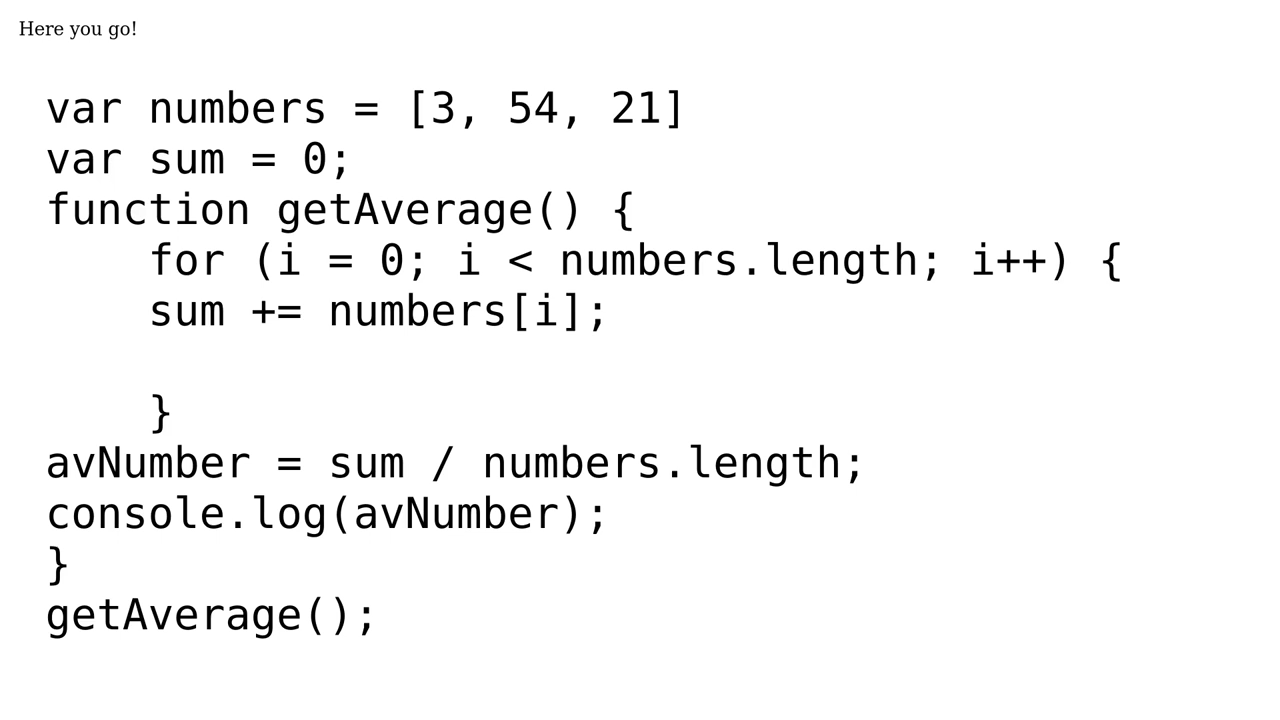 Here you go!
var numbers = [3, 54, 21]
var sum = 0;
function getAverage() {
    for (i = 0; i < numbers.length; i++) {
    sum += numbers[i];

    }
avNumber = sum / numbers.length;
console.log(avNumber);
}
getAverage();